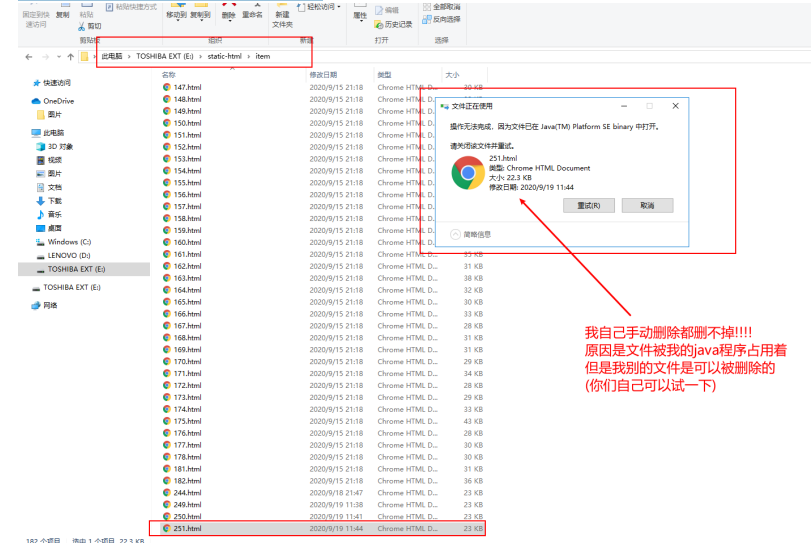 固定到快 复制 粘贴 粘贴快捷方式 移动到 复制到 删除 重命名 新建 轻松访问 属性 编辑 全部取消
速访问 剪切 文件夹 历史记录 反向选择
剪贴板 组织 新建 打开 选择
此电脑 > TOSHIBA EXT (E:) > static-html > item
名称 修改日期 类型 大小
快速访问
OneDrive
图片
此电脑
3D 对象
视频
图片
文档
下载
音乐
桌面
Windows (C:)
LENOVO (D:)
TOSHIBA EXT (E:)
TOSHIBA EXT (E:)
网络
147.html 2020/9/15 21:18 Chrome HTML D... 30 KB
148.html 2020/9/15 21:18 Chrome HTML D...
149.html 2020/9/15 21:18 Chrome HTML D...
150.html 2020/9/15 21:18 Chrome HTML D...
151.html 2020/9/15 21:18 Chrome HTML D...
152.html 2020/9/15 21:18 Chrome HTML D...
153.html 2020/9/15 21:18 Chrome HTML D...
154.html 2020/9/15 21:18 Chrome HTML D...
155.html 2020/9/15 21:18 Chrome HTML D...
156.html 2020/9/15 21:18 Chrome HTML D...
157.html 2020/9/15 21:18 Chrome HTML D...
158.html 2020/9/15 21:18 Chrome HTML D...
159.html 2020/9/15 21:18 Chrome HTML D...
160.html 2020/9/15 21:18 Chrome HTML D...
161.html 2020/9/15 21:18 Chrome HTML D... 33 KB
162.html 2020/9/15 21:18 Chrome HTML D... 31 KB
163.html 2020/9/15 21:18 Chrome HTML D... 38 KB
164.html 2020/9/15 21:18 Chrome HTML D... 32 KB
165.html 2020/9/15 21:18 Chrome HTML D... 30 KB
166.html 2020/9/15 21:18 Chrome HTML D... 33 KB
167.html 2020/9/15 21:18 Chrome HTML D... 28 KB
168.html 2020/9/15 21:18 Chrome HTML D... 31 KB
169.html 2020/9/15 21:18 Chrome HTML D... 31 KB
170.html 2020/9/15 21:18 Chrome HTML D... 29 KB
171.html 2020/9/15 21:18 Chrome HTML D... 34 KB
172.html 2020/9/15 21:18 Chrome HTML D... 28 KB
173.html 2020/9/15 21:18 Chrome HTML D... 29 KB
174.html 2020/9/15 21:18 Chrome HTML D... 33 KB
175.html 2020/9/15 21:18 Chrome HTML D... 43 KB
176.html 2020/9/15 21:18 Chrome HTML D... 28 KB
177.html 2020/9/15 21:18 Chrome HTML D... 30 KB
178.html 2020/9/15 21:18 Chrome HTML D... 30 KB
181.html 2020/9/15 21:18 Chrome HTML D... 31 KB
182.html 2020/9/15 21:18 Chrome HTML D... 36 KB
244.html 2020/9/18 21:47 Chrome HTML D... 23 KB
249.html 2020/9/19 11:38 Chrome HTML D... 23 KB
250.html 2020/9/19 11:41 Chrome HTML D... 23 KB
251.html 2020/9/19 11:44 Chrome HTML D... 23 KB
文件正在使用
操作无法完成，因为文件已在 Java(TM) Platform SE binary 中打开。
请关闭该文件并重试。
251.html
类型: Chrome HTML Document
大小: 22.3 KB
修改日期: 2020/9/19 11:44
重试(R) 取消
简略信息
我自己手动删除都删不掉!!!!
原因是文件被我的java程序占用着
但是我别的文件是可以被删除的
(你们自己可以试一下)
182 个项目 选中 1 个项目 22.3 KB